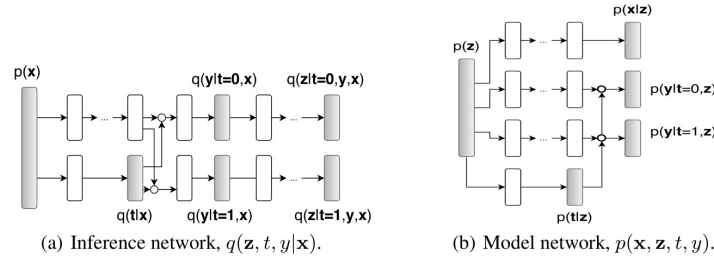 p(x)
q(y|t=0,x)
q(z|t=0,y,x)
...
...
...
q(t|x)
q(y|t=1,x)
q(z|t=1,y,x)
(a) Inference network, q(z, t, y|x).
p(x|z)
p(z)
...
...
p(y|t=0,z)
...
p(y|t=1,z)
p(t|z)
(b) Model network, p(x, z, t, y).